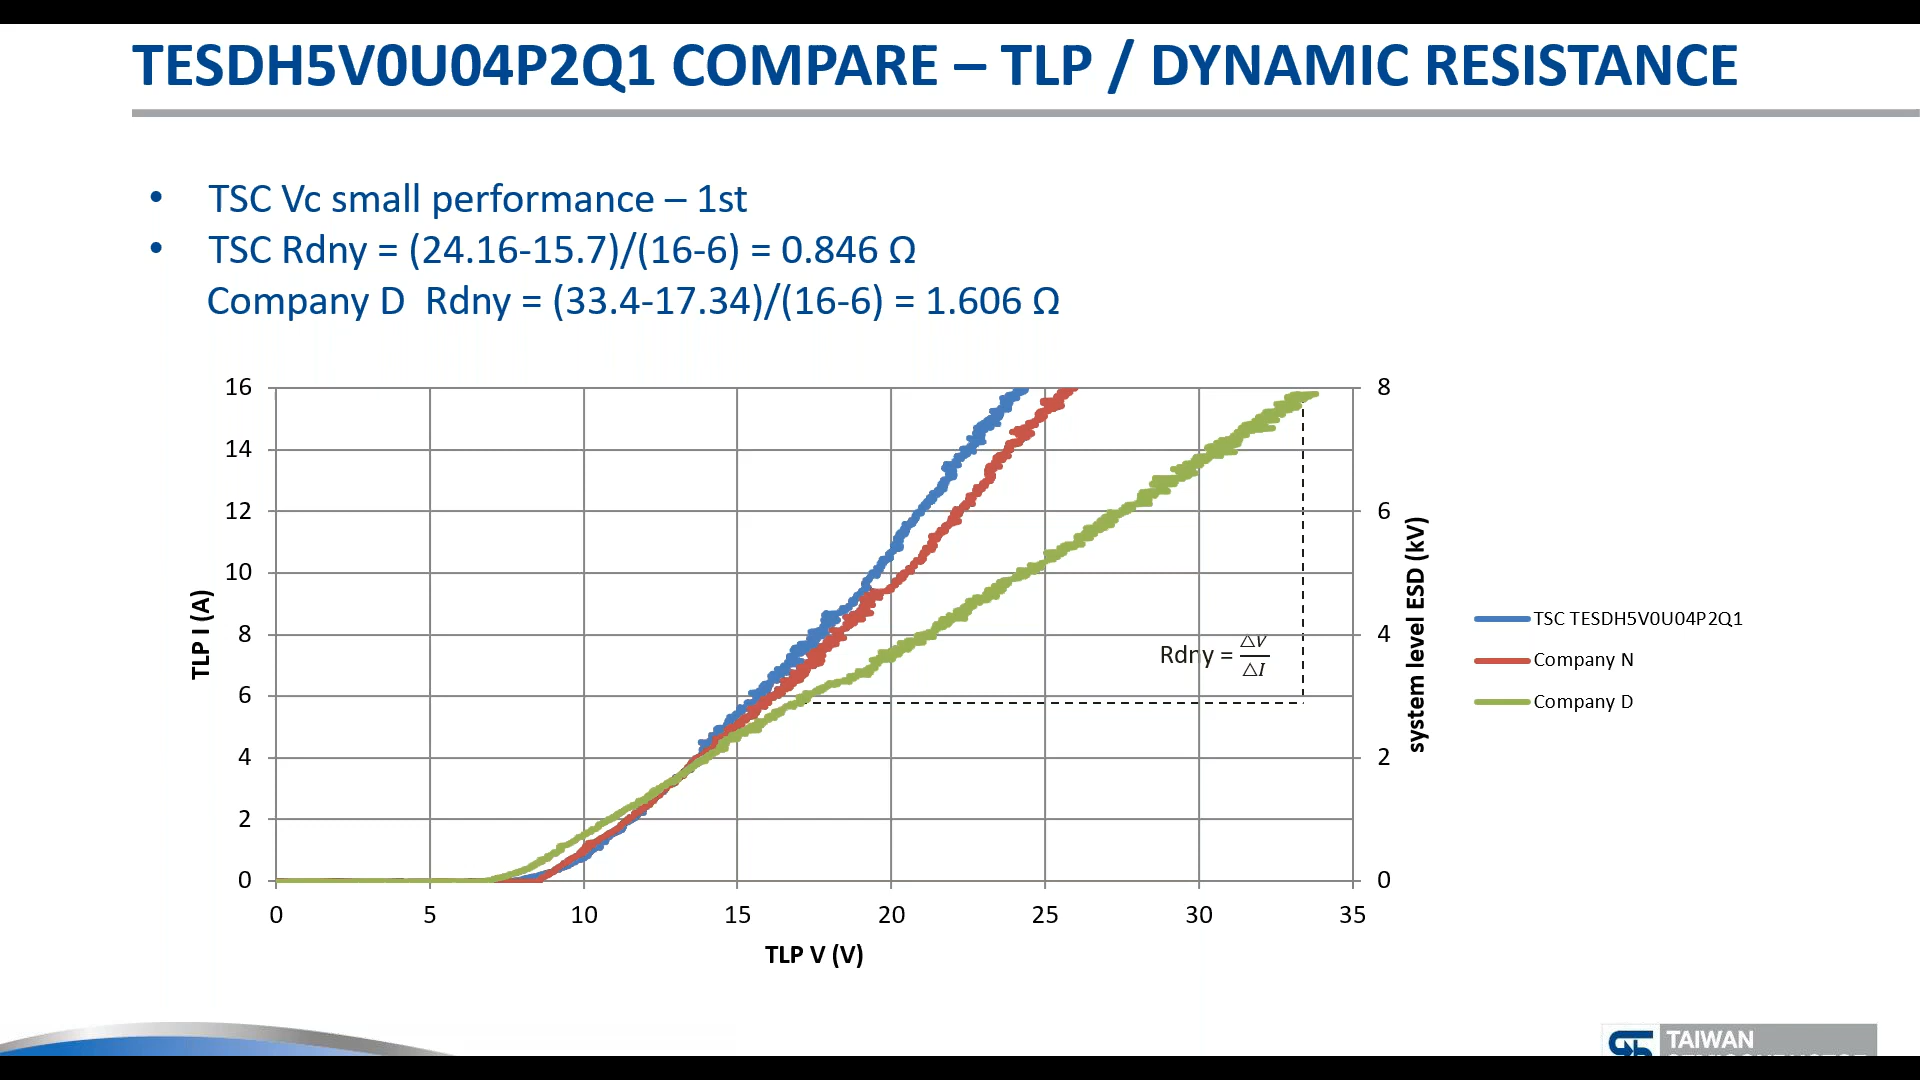 TESDH5V0U04P2Q1 COMPARE – TLP / DYNAMIC RESISTANCE
• TSC Vc small performance – 1st
• TSC Rdny = (24.16-15.7)/(16-6) = 0.846 Ω
Company D Rdny = (33.4-17.34)/(16-6) = 1.606 Ω
16
14
12
10
8
6
4
2
0
TLP I (A)
8
6
4
2
0
system level ESD (kV)
Rdny = △V/△I
0 5 10 15 20 25 30 35
TLP V (V)
TSC TESDH5V0U04P2Q1
Company N
Company D
TAIWAN